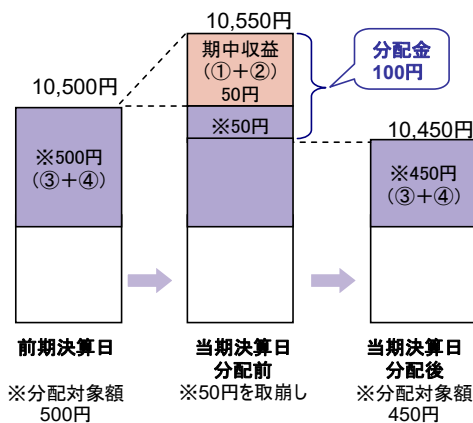 10,550円
期中収益
(①+②)
50円
分配金
100円
10,500円
※50円
10,450円
※500円
(③+④)
※450円
(③+④)
前期決算日
当期決算日
分配前
当期決算日
分配後
※分配対象額
500円
※50円を取崩し
※分配対象額
450円